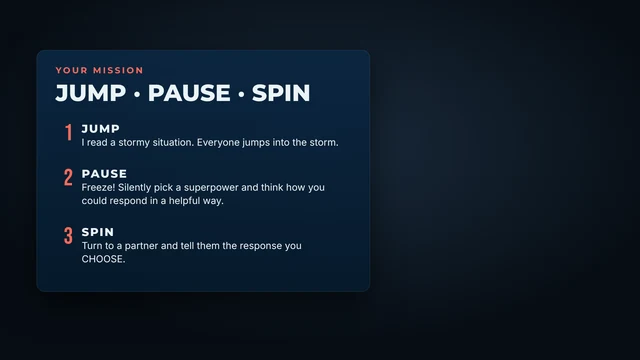 YOUR MISSION
JUMP • PAUSE • SPIN
1 JUMP
I read a stormy situation. Everyone jumps into the storm.
2 PAUSE
Freeze! Silently pick a superpower and think how you
could respond in a helpful way.
3 SPIN
Turn to a partner and tell them the response you
CHOOSE.